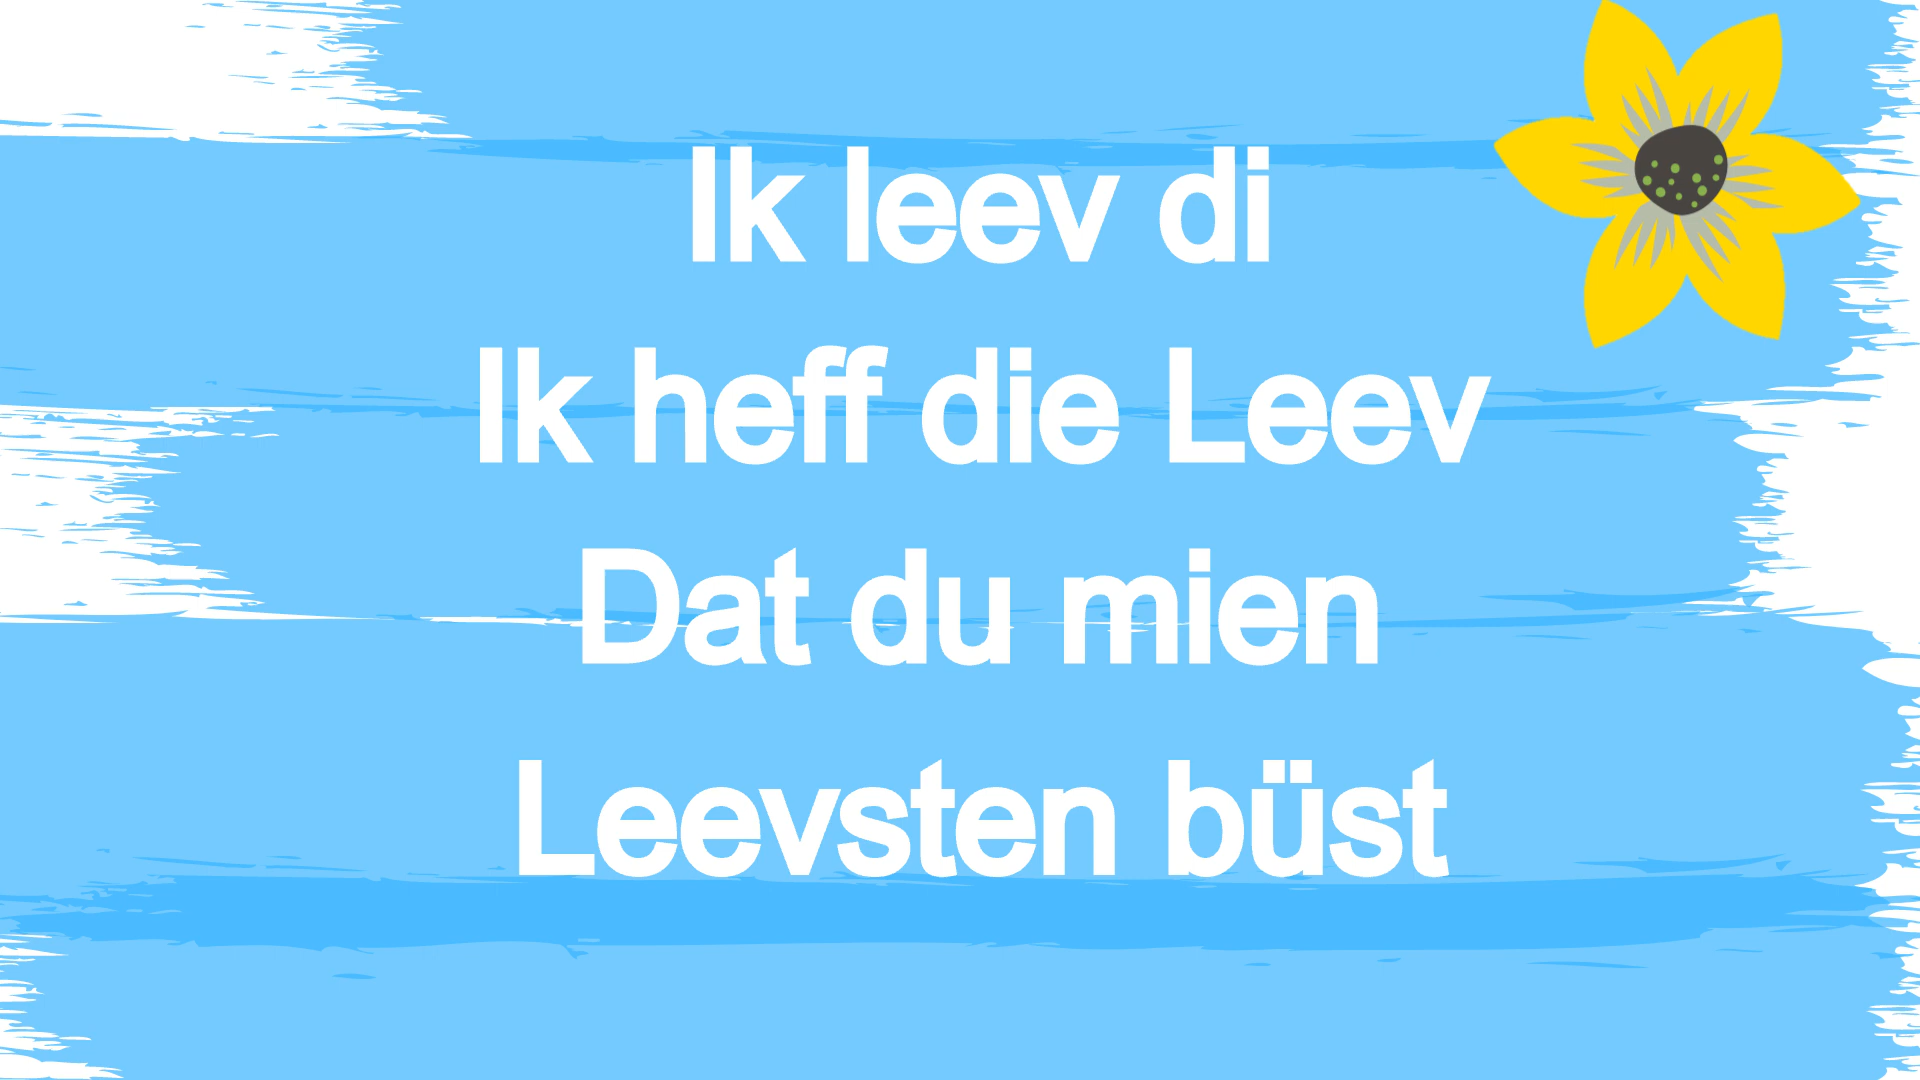 Ik leev di
Ik heff die Leev
Dat du mien
Leevsten büst